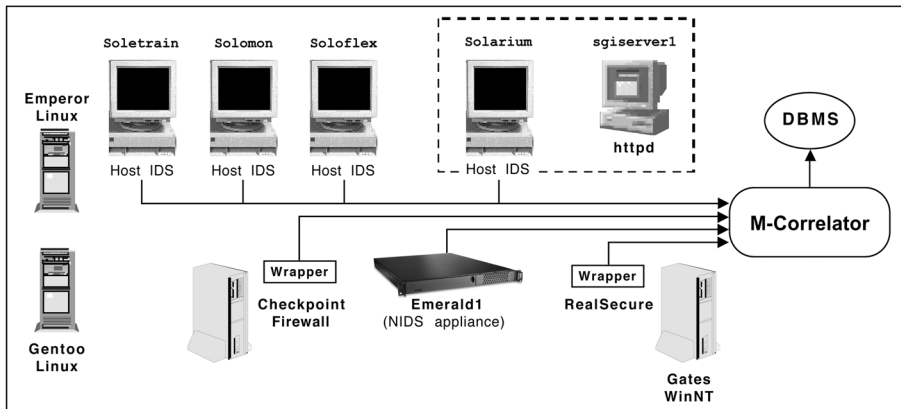 Soletrain
Solomon
Soloflex
Solarium
sgiserver1
Emperor
Linux
Host IDS
Host IDS
Host IDS
Host IDS
httpd
DBMS
M-Correlator
Wrapper
Checkpoint
Firewall
Emerald1
(NIDS appliance)
Wrapper
RealSecure
Gentoo
Linux
Gates
WinNT